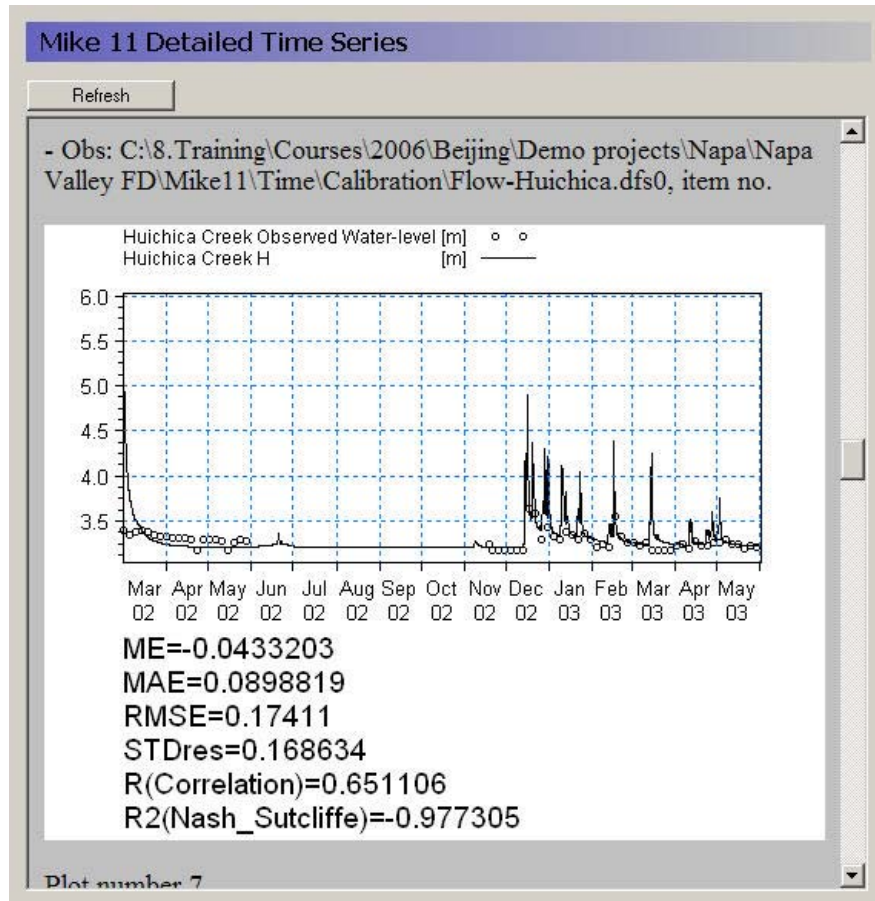 Mike 11 Detailed Time Series
Refresh
- Obs: C:\8.Training\Courses\2006\Beijing\Demo projects\Napa\Napa
Valley FD\Mike11\Time\Calibration\Flow-Huichica.dfs0, item no.
Huichica Creek Observed Water-level [m]
Huichica Creek H [m]
6.0
5.5
5.0
4.5
4.0
3.5
Mar Apr May Jun Jul Aug Sep Oct Nov Dec Jan Feb Mar Apr May
02 02 02 02 02 02 02 02 02 02 03 03 03 03 03
ME=-0.0433203
MAE=0.0898819
RMSE=0.17411
STDres=0.168634
R(Correlation)=0.651106
R2(Nash_Sutcliffe)=-0.977305
Plot number 7